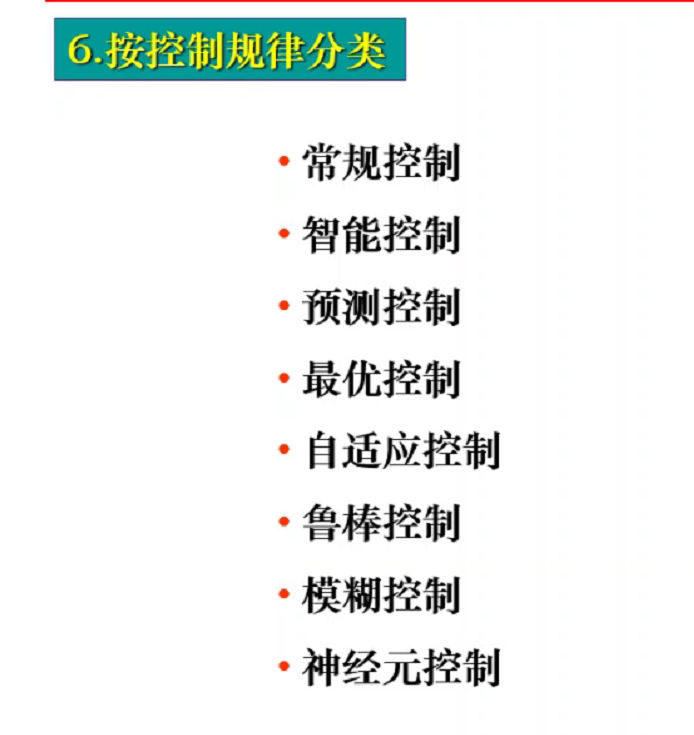 6.按控制规律分类
• 常规控制
• 智能控制
• 预测控制
• 最优控制
• 自适应控制
• 鲁棒控制
• 模糊控制
• 神经元控制